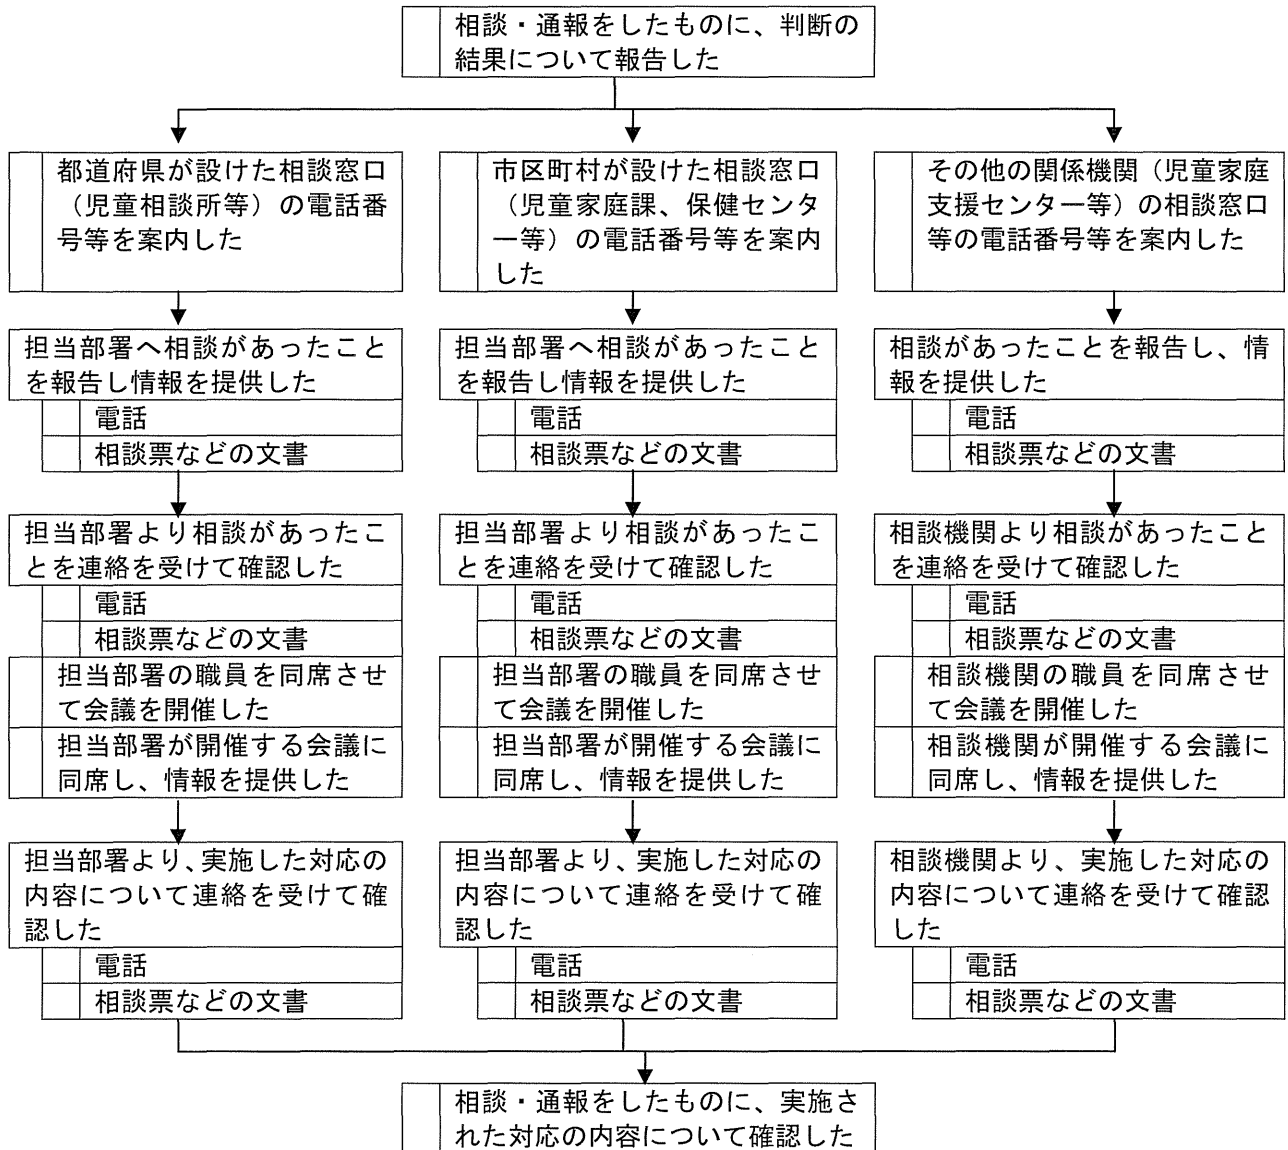 相談・通報をしたものに、判断の
結果について報告した
都道府県が設けた相談窓口
（児童相談所等）の電話番
号等を案内した
市区町村が設けた相談窓口
（児童家庭課、保健センタ
ー等）の電話番号等を案内
した
その他の関係機関（児童家庭
支援センター等）の相談窓口
等の電話番号等を案内した
担当部署へ相談があったこと
を報告し情報を提供した
電話
相談票などの文書
担当部署へ相談があったこと
を報告し情報を提供した
電話
相談票などの文書
相談があったことを報告し、情
報を提供した
電話
相談票などの文書
担当部署より相談があったこ
とを連絡を受けて確認した
電話
相談票などの文書
担当部署の職員を同席させ
て会議を開催した
担当部署が開催する会議に
同席し、情報を提供した
担当部署より相談があったこ
とを連絡を受けて確認した
電話
相談票などの文書
担当部署の職員を同席させ
て会議を開催した
担当部署が開催する会議に
同席し、情報を提供した
相談機関より相談があったこと
を連絡を受けて確認した
電話
相談票などの文書
相談機関の職員を同席させ
て会議を開催した
相談機関が開催する会議に
同席し、情報を提供した
担当部署より、実施した対応の
内容について連絡を受けて確
認した
電話
相談票などの文書
担当部署より、実施した対応の
内容について連絡を受けて確
認した
電話
相談票などの文書
相談機関より、実施した対応の
内容について連絡を受けて確認
した
電話
相談票などの文書
相談・通報をしたものに、実施さ
れた対応の内容について確認した